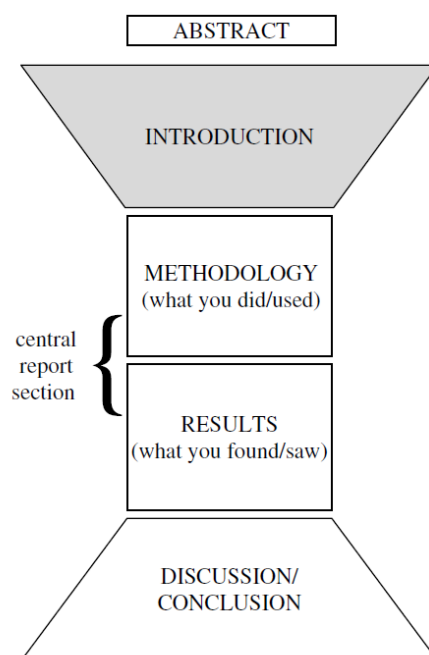 ABSTRACT
INTRODUCTION
METHODOLOGY
(what you did/used)
central
report
section
RESULTS
(what you found/saw)
DISCUSSION/
CONCLUSION